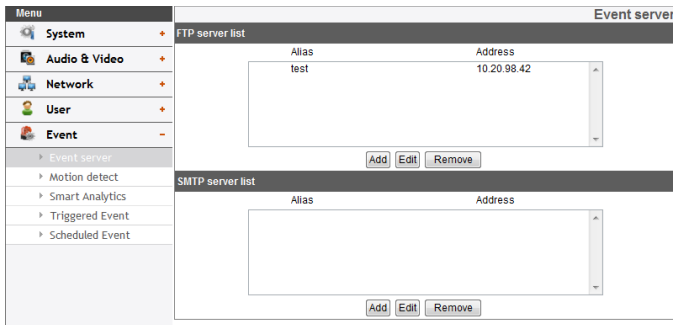 Menu
Event server
System +
Audio & Video +
Network +
User +
Event -
Event server
Motion detect
Smart Analytics
Triggered Event
Scheduled Event
FTP server list
Alias Address
test 10.20.98.42
Add Edit Remove
SMTP server list
Alias Address
Add Edit Remove